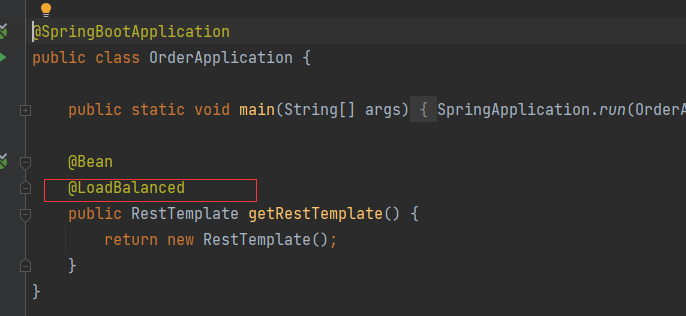 @SpringBootApplication
public class OrderApplication {
public static void main(String[] args) { SpringApplication.run(OrderA
@Bean
@LoadBalanced
public RestTemplate getRestTemplate() {
return new RestTemplate();
}
}